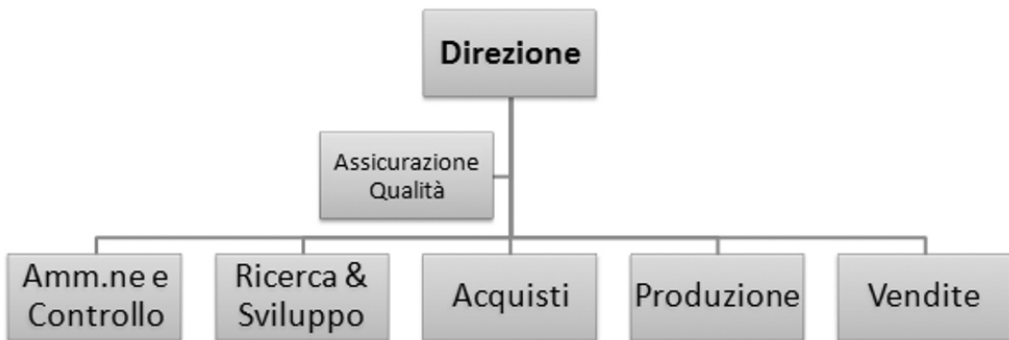 Direzione
Assicurazione
Qualità
Amm.ne e
Controllo
Ricerca &
Sviluppo
Acquisti
Produzione
Vendite